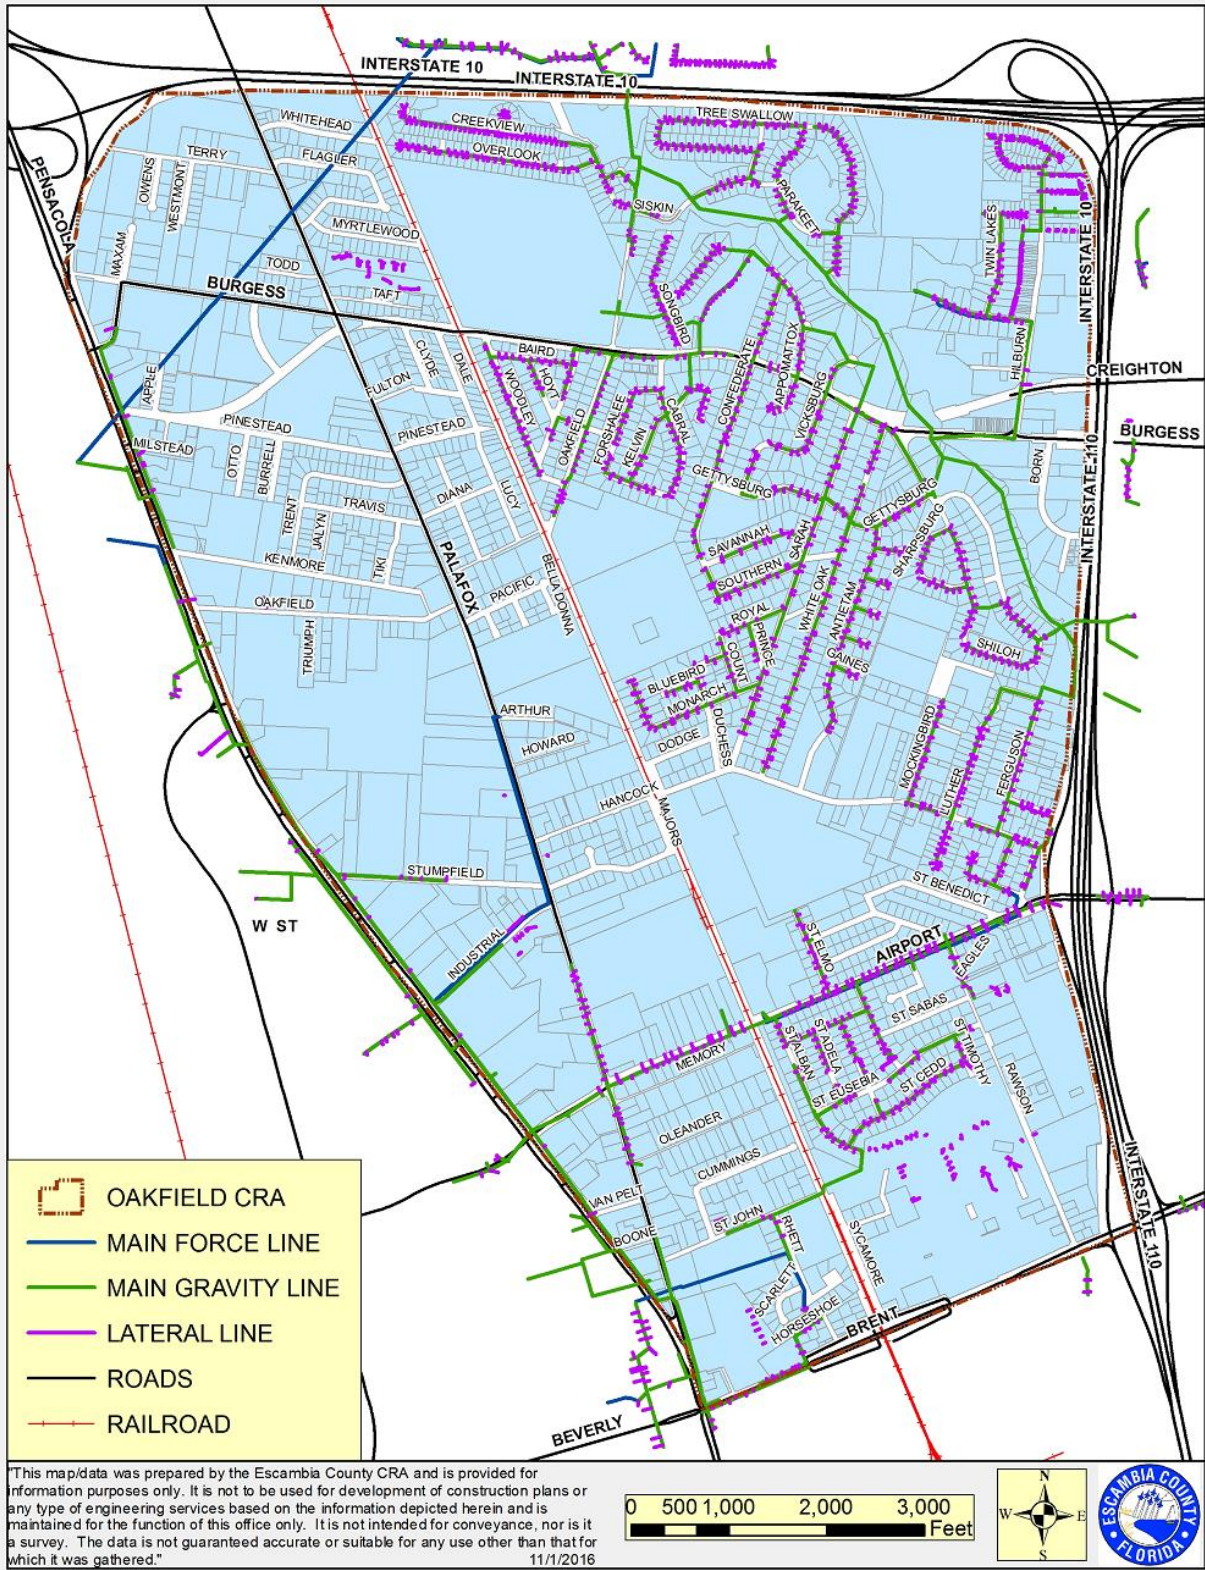 INTERSTATE 10
INTERSTATE 10
WHITEHEAD
CREEKVIEW
TREE SWALLOW
TERRY
FLAGLER
OVERLOOK
OWENS
WESTMONT
PENSACOLA
PARAKEET
SISKIN
MYRTLEWOOD
MAXAM
TWIN LAKES
INTERSTATE 10
TODD
BURGESS
TAFT
SONGBIRD
BAIRD
CLYDE
DALE
HOYT
CONFEDERATE
APPOMATTOX
HILBURN
CREIGHTON
APPLE
FULTON
WOODLEY
OAKFIELD
FORSHALEE
KELVIN
CABRAL
VICKSBURG
PINESTEAD
PINESTEAD
BURGESS
MILSTEAD
OTTO
BURRELL
INTERSTATE 110
BORN
GETTYSBURG
GETTYSBURG
TRENT
TRAVIS
DIANA
LUCY
JALYN
SAVANNAH
SARAH
SHARPSBURG
KENMORE
TIKI
PALAFOX
BELLA DONNA
SOUTHERN
PACIFIC
OAKFIELD
WHITE OAK
ANTIETAM
ROYAL
PRINCE
COUNT
TRIUMPH
SHILOH
GAINES
BLUEBIRD
MONARCH
ARTHUR
DUCHESS
DODGE
HOWARD
MOCKINGBIRD
LUTHER
FERGUSON
HANCOCK
MAJORS
STUMPFIELD
ST BENEDICT
W ST
INDUSTRIAL
ST ELMO
AIRPORT
EAGLES
ST SABAS
MEMORY
ST ALBAN
ST ADELA
ST TIMOTHY
RAWSON
ST CEDD
ST EUSEBIA
OLEANDER
CUMMINGS
VAN PELT
INTERSTATE 110
ST JOHN
BOONE
RHETT
SYCAMORE
SCARLETT
HORSESHOE
BRENT
BEVERLY
OAKFIELD CRA
MAIN FORCE LINE
MAIN GRAVITY LINE
LATERAL LINE
ROADS
RAILROAD
"This map/data was prepared by the Escambia County CRA and is provided for
information purposes only. It is not to be used for development of construction plans or
any type of engineering services based on the information depicted herein and is
maintained for the function of this office only. It is not intended for conveyance, nor is it
a survey. The data is not guaranteed accurate or suitable for any use other than that for
which it was gathered."
11/1/2016
0 500 1,000 2,000 3,000
Feet
N
W E
S
ESCAMBIA COUNTY
FLORIDA